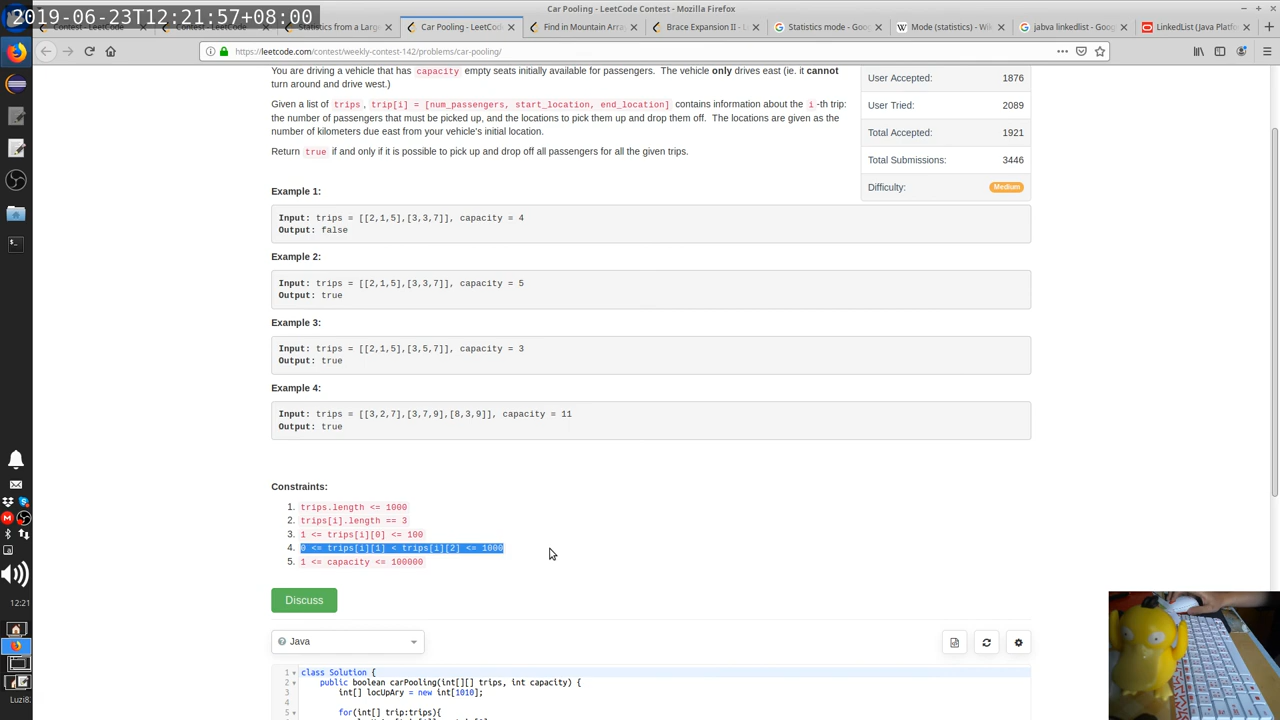 2019-06-23T12:21:57+08:00
Car Pooling - LeetCode Contest - Mozilla Firefox
Contest - LeetCode
Contest - LeetCode
Statistics from a Larg
Car Pooling - LeetCod
Find in Mountain Arra
Brace Expansion II - L
Statistics mode - Goo
Mode (statistics) - Wik
jabva linkedlist - Goog
LinkedList (Java Platfo
https://leetcode.com/contest/weekly-contest-142/problems/car-pooling/
You are driving a vehicle that has capacity empty seats initially available for passengers. The vehicle only drives east (ie. it cannot
turn around and drive west.)
Given a list of trips, trip[i] = [num_passengers, start_location, end_location] contains information about the i-th trip:
the number of passengers that must be picked up, and the locations to pick them up and drop them off. The locations are given as the
number of kilometers due east from your vehicle's initial location.
Return true if and only if it is possible to pick up and drop off all passengers for all the given trips.
User Accepted: 1876
User Tried: 2089
Total Accepted: 1921
Total Submissions: 3446
Difficulty: Medium
Example 1:
Input: trips = [[2,1,5],[3,3,7]], capacity = 4
Output: false
Example 2:
Input: trips = [[2,1,5],[3,3,7]], capacity = 5
Output: true
Example 3:
Input: trips = [[2,1,5],[3,5,7]], capacity = 3
Output: true
Example 4:
Input: trips = [[3,2,7],[3,7,9],[8,3,9]], capacity = 11
Output: true
Constraints:
1. trips.length <= 1000
2. trips[i].length == 3
3. 1 <= trips[i][0] <= 100
4. 0 <= trips[i][1] < trips[i][2] <= 1000
5. 1 <= capacity <= 100000
Discuss
Java
1 class Solution {
2 public boolean carPooling(int[][] trips, int capacity) {
3 int[] locUpAry = new int[1010];
4
5 for(int[] trip:trips){
12:21
Luzi82